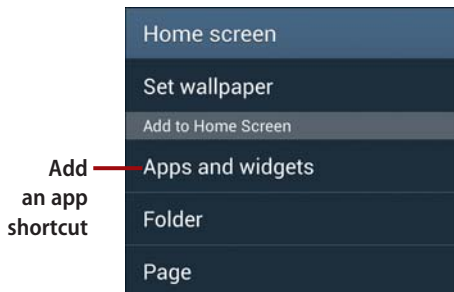 Home screen
Set wallpaper
Add to Home Screen
Apps and widgets
Folder
Page
Add
an app
shortcut